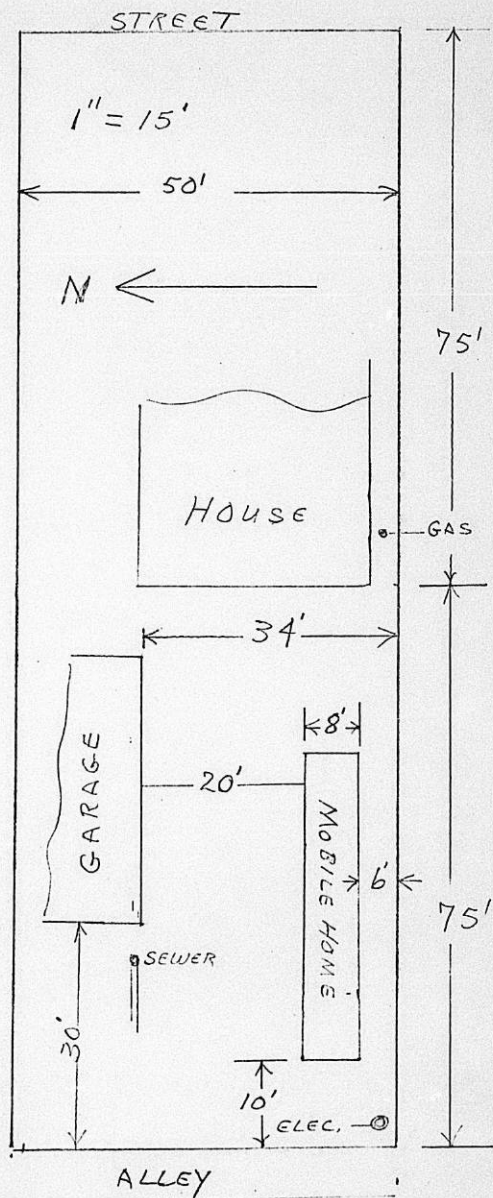 STREET
1" = 15'
50'
N
75'
HOUSE
GAS
34'
8'
GARAGE
20'
MOBILE HOME
6'
75'
SEWER
30'
10'
ELEC.
ALLEY